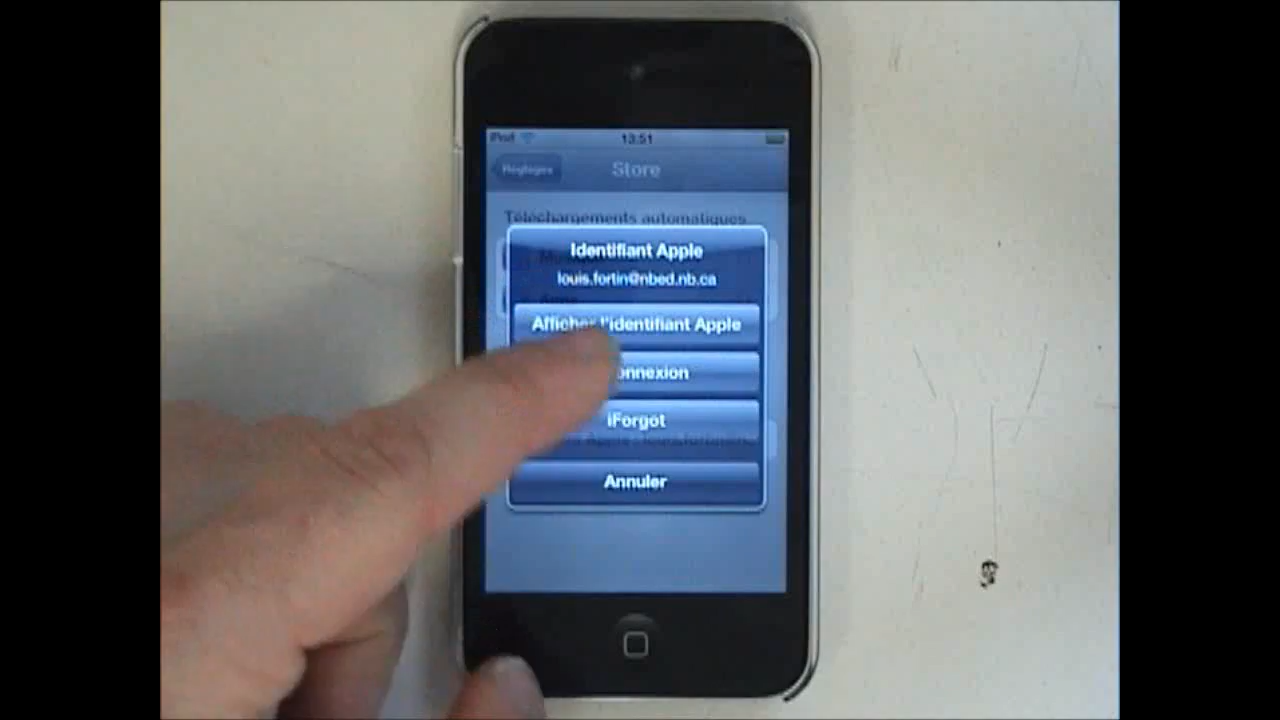 iPod 13:51
Réglages Store
Téléchargements automatiques
Identifiant Apple
louis.fortin@nbed.nb.ca
Afficher l'identifiant Apple
onnexion
iForgot
Annuler